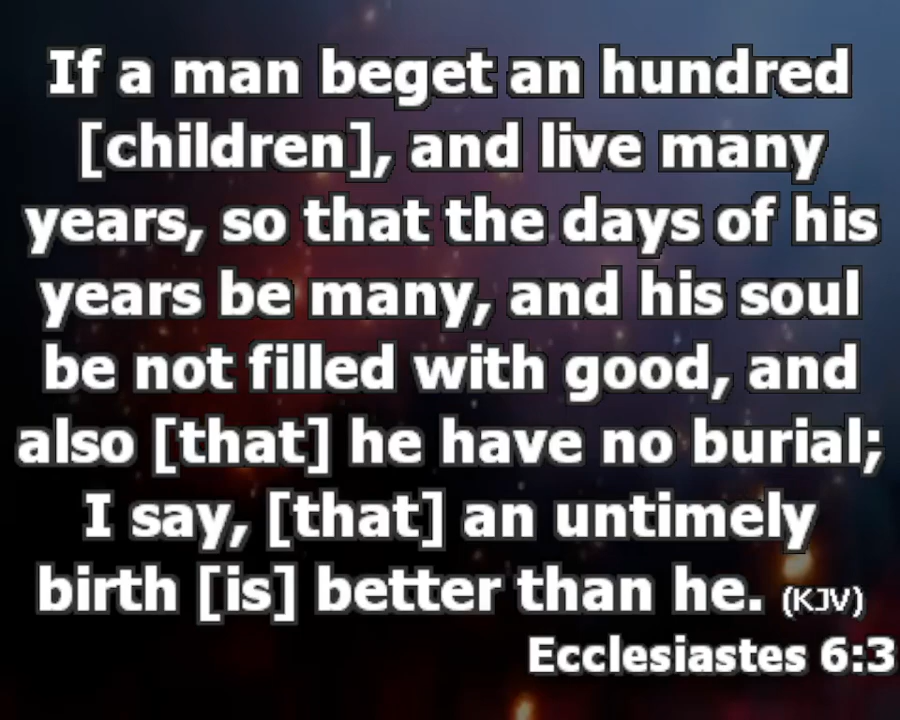 If a man beget an hundred
[children], and live many
years, so that the days of his
years be many, and his soul
be not filled with good, and
also [that] he have no burial;
I say, [that] an untimely
birth [is] better than he. (KJV)
Ecclesiastes 6:3